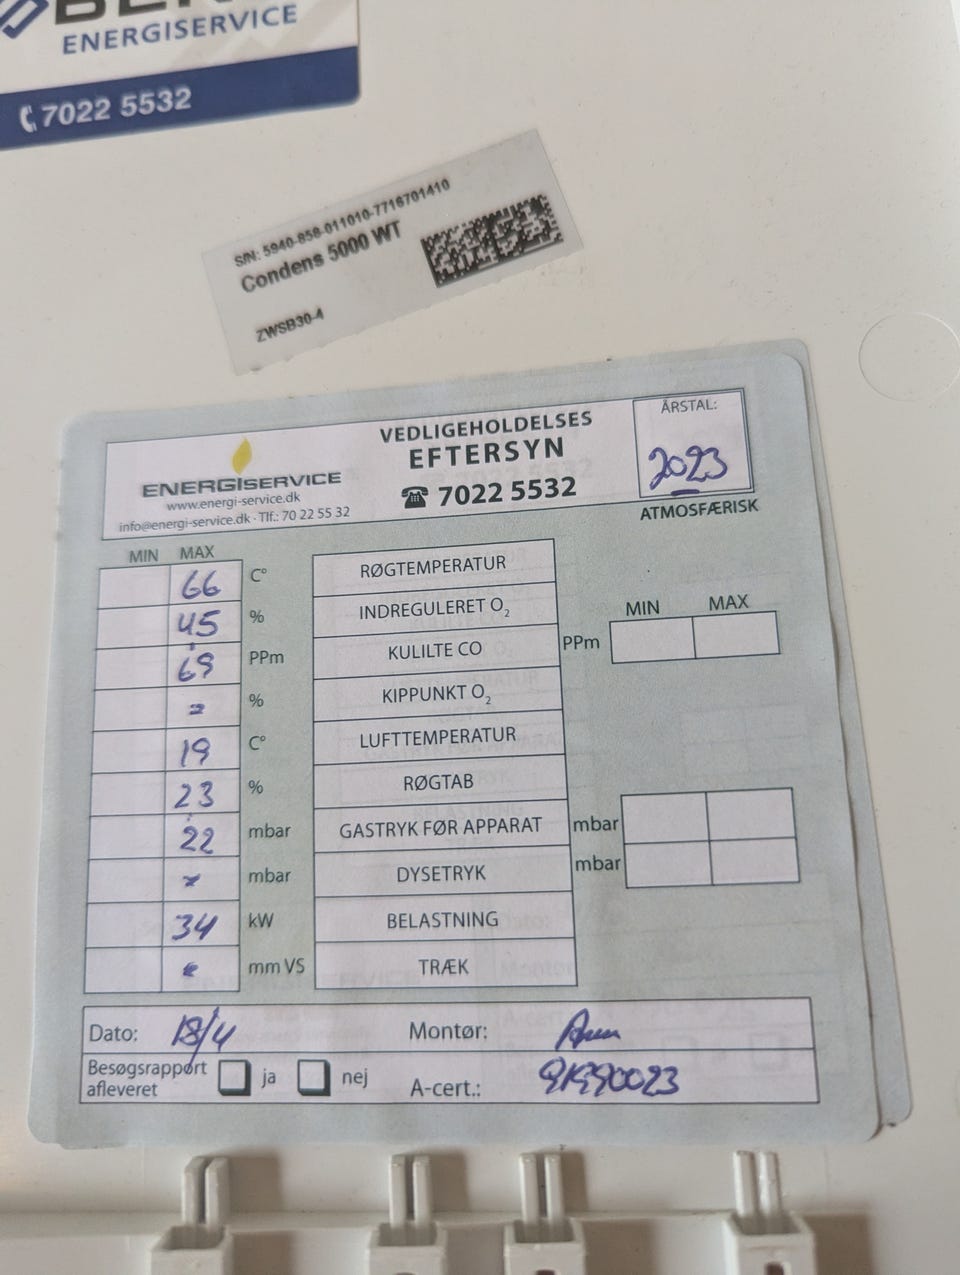 ENERGISERVICE
7022 5532
S/N: 5940-858-011010-7716701410
Condens 5000 WT
ZWSB30-4
ENERGISERVICE
www.energi-service.dk
info@energi-service.dk · Tlf.: 70 22 55 32
VEDLIGEHOLDELSES
EFTERSYN
7022 5532
ÅRSTAL:
2023
ATMOSFÆRISK
MIN MAX
66 C° RØGTEMPERATUR
45 % INDREGULERET O2
69 PPm KULILTE CO
- % KIPPUNKT O2
19 C° LUFTTEMPERATUR
23 % RØGTAB
22 mbar GASTRYK FØR APPARAT
- mbar DYSETRYK
34 kW BELASTNING
- mm VS TRÆK
MIN MAX
PPm
mbar
mbar
Dato: 18/4 Montør:
Besøgsrapport
afleveret ja nej A-cert.: